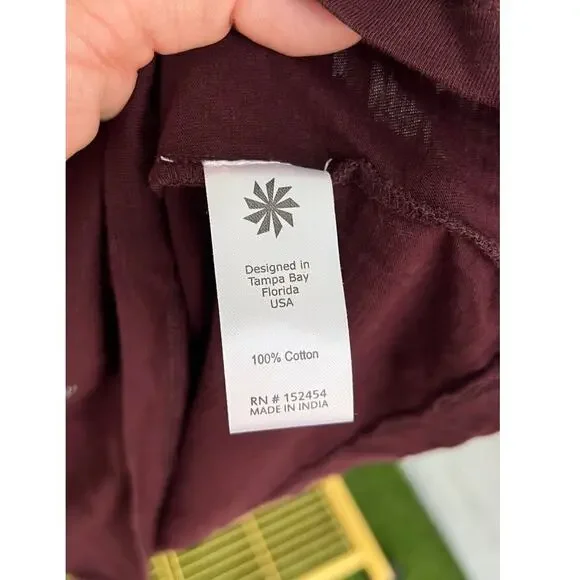 Designed in
Tampa Bay
Florida
USA
100% Cotton
RN # 152454
MADE IN INDIA